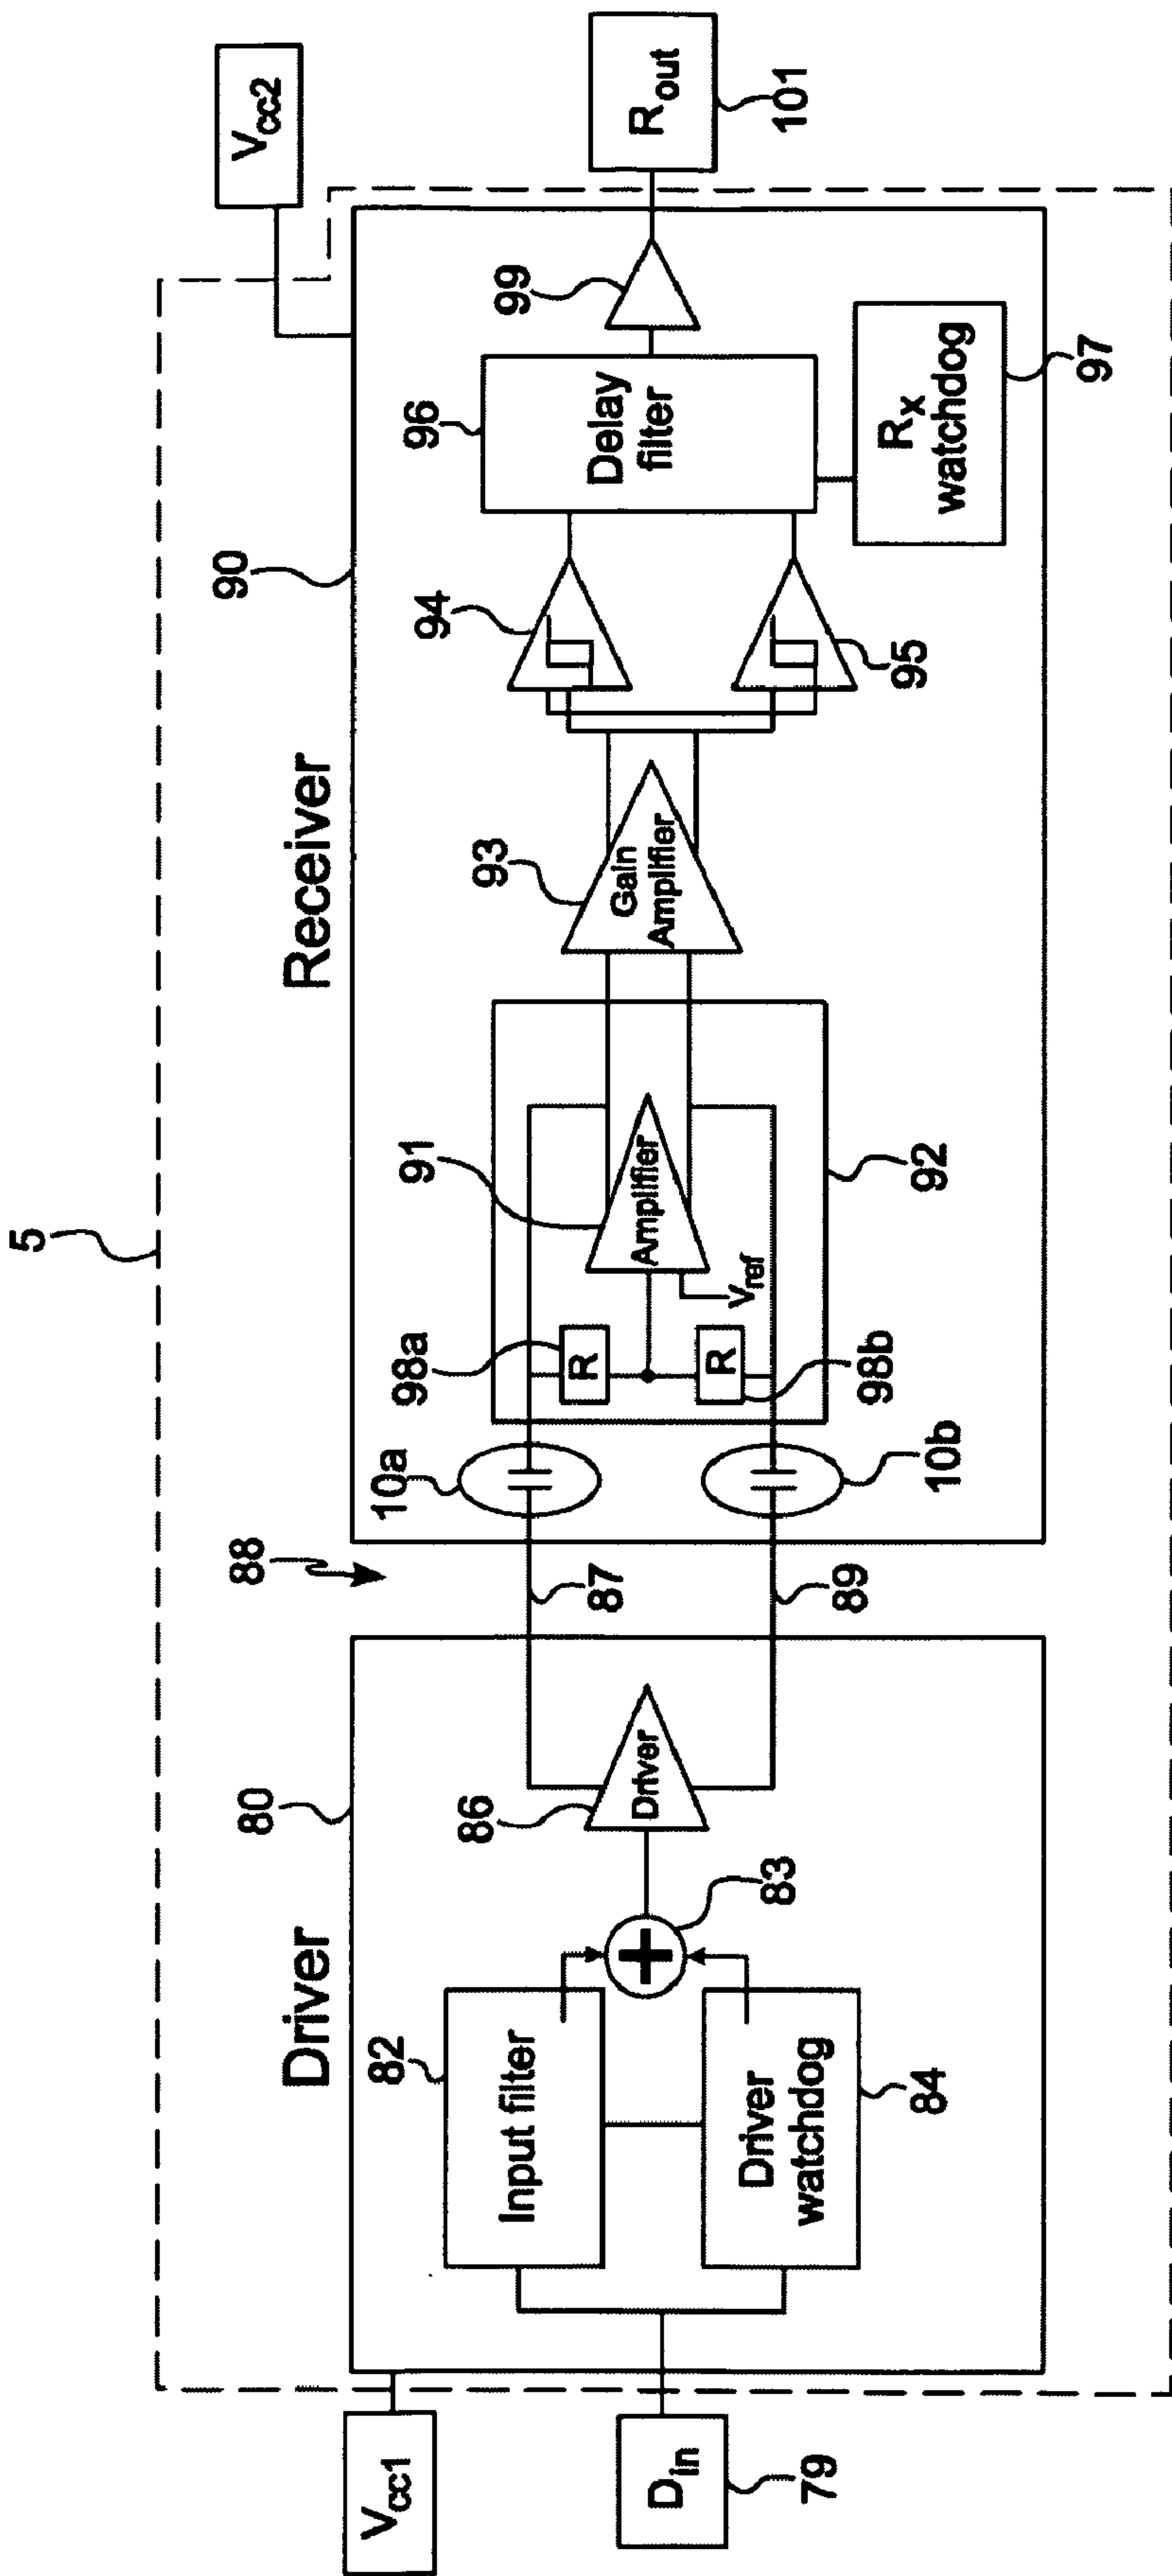 5
Vcc1
Vcc2
Driver
Receiver
80
88
90
82
Input filter
86
Driver
83
Driver
watchdog
84
Din
79
87
89
10a
10b
98a
R
R
98b
91
Amplifier
Vref
92
93
Gain
Amplifier
94
95
96
Delay
filter
99
Rx
watchdog
97
Rout
101